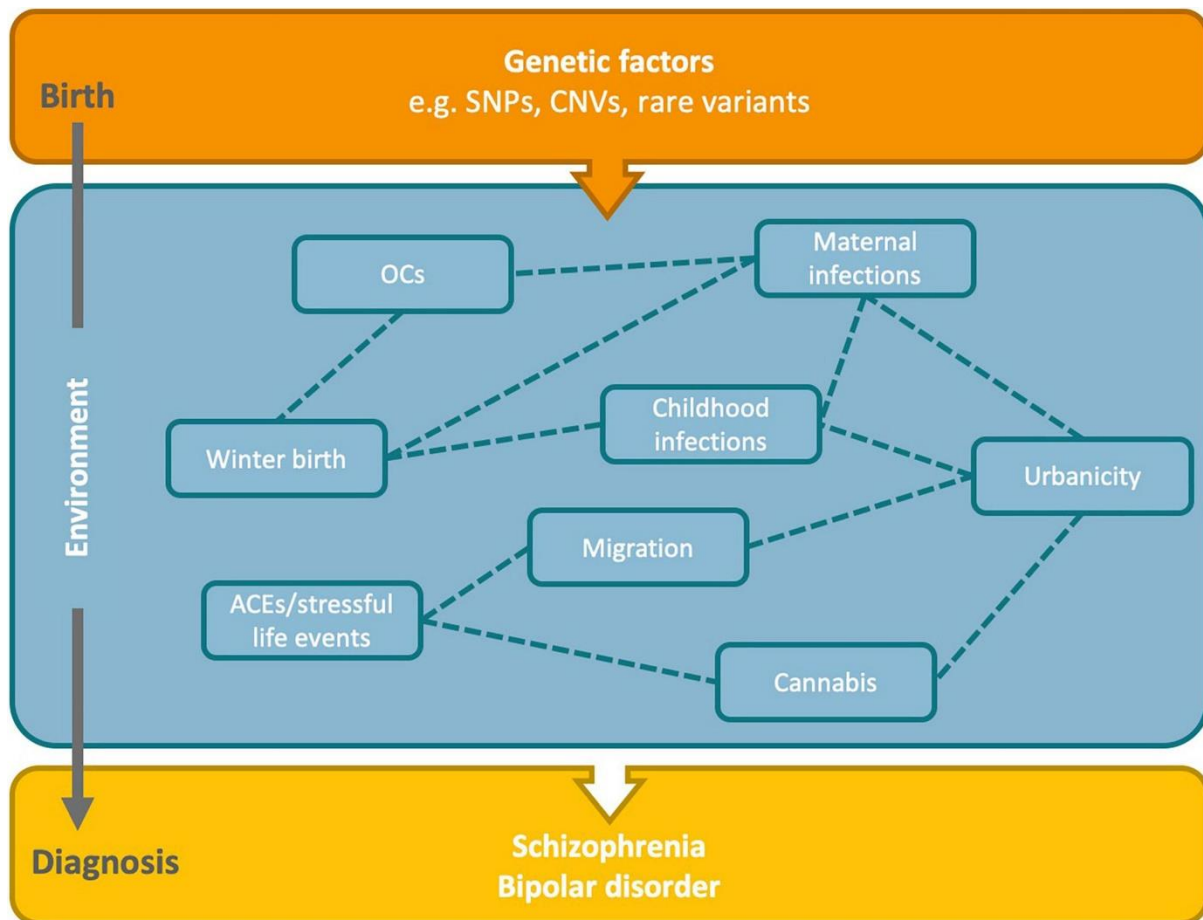 Genetic factors
Birth
e.g. SNPs, CNVs, rare variants
OCs
Maternal
infections
Winter birth
Childhood
infections
Urbanicity
Environment
Migration
ACEs/stressful
life events
Cannabis
Diagnosis
Schizophrenia
Bipolar disorder